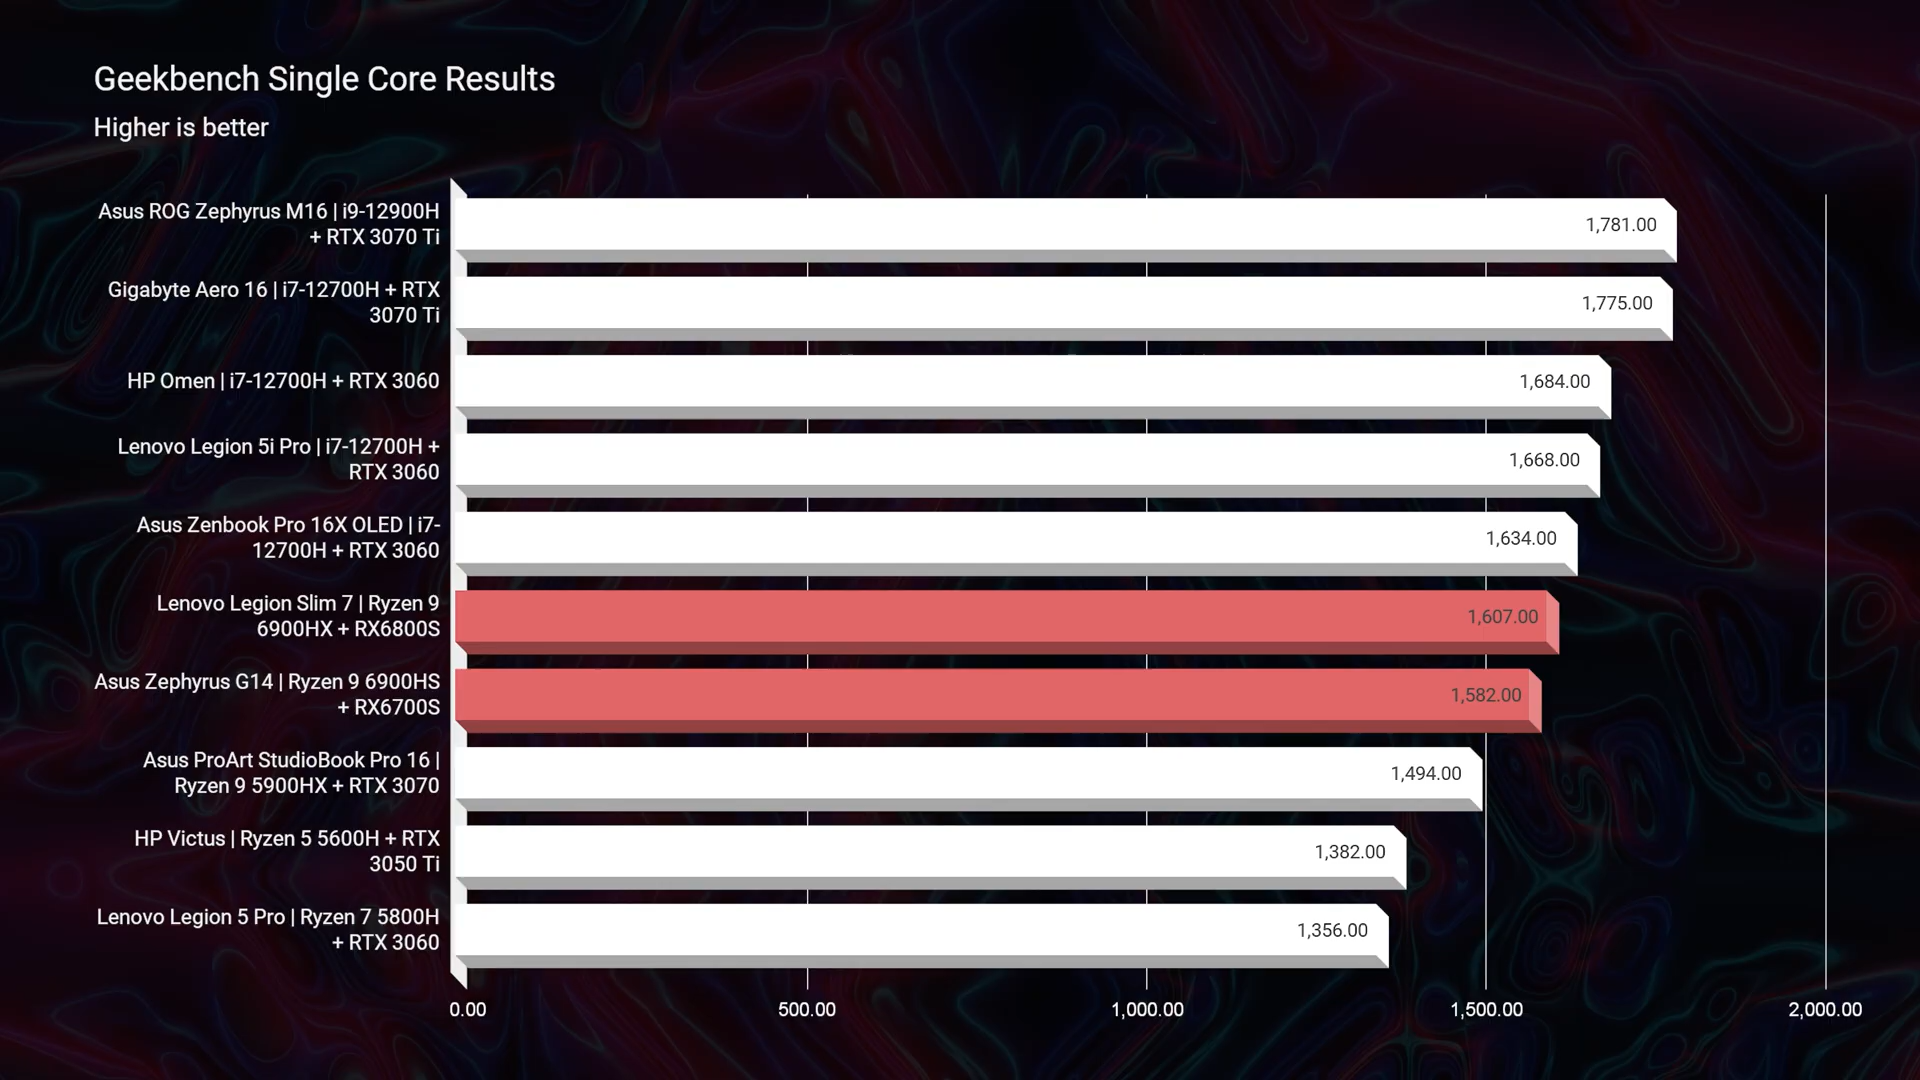 Geekbench Single Core Results
Higher is better
Asus ROG Zephyrus M16 | i9-12900H
+ RTX 3070 Ti
1,781.00
Gigabyte Aero 16 | i7-12700H + RTX
3070 Ti
1,775.00
HP Omen | i7-12700H + RTX 3060
1,684.00
Lenovo Legion 5i Pro | i7-12700H +
RTX 3060
1,668.00
Asus Zenbook Pro 16X OLED | i7-
12700H + RTX 3060
1,634.00
Lenovo Legion Slim 7 | Ryzen 9
6900HX + RX6800S
1,607.00
Asus Zephyrus G14 | Ryzen 9 6900HS
+ RX6700S
1,582.00
Asus ProArt StudioBook Pro 16 |
Ryzen 9 5900HX + RTX 3070
1,494.00
HP Victus | Ryzen 5 5600H + RTX
3050 Ti
1,382.00
Lenovo Legion 5 Pro | Ryzen 7 5800H
+ RTX 3060
1,356.00
0.00 500.00 1,000.00 1,500.00 2,000.00